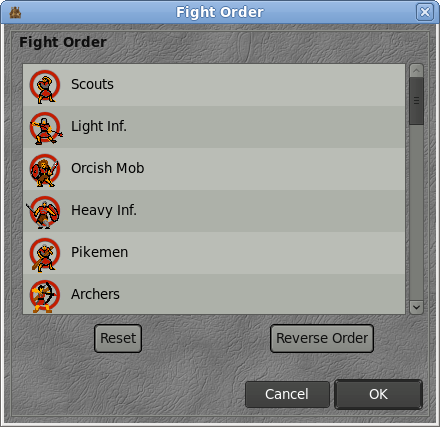 Fight Order
Fight Order
Scouts
Light Inf.
Orcish Mob
Heavy Inf.
Pikemen
Archers
Reset
Reverse Order
Cancel
OK